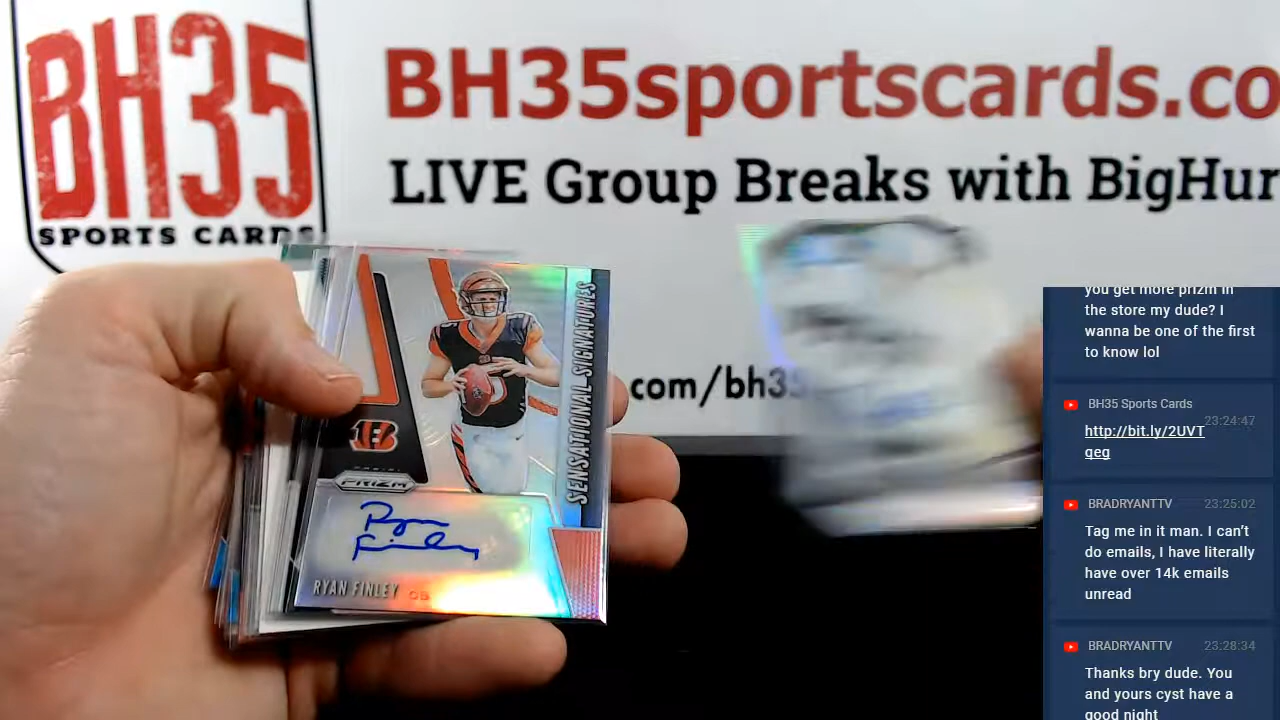 BH35
SPORTS CARDS
BH35sportscards.co
LIVE Group Breaks with BigHur
com/bh35
SENSATIONAL SIGNATURES
PANINI
PRIZM
Ryan
Finley
RYAN FINLEY QB
you get more prizm in
the store my dude? I
wanna be one of the first
to know lol
BH35 Sports Cards 23:24:47
http://bit.ly/2UVT
qeg
BRADRYANTTV 23:25:02
Tag me in it man. I can't
do emails, I have literally
have over 14k emails
unread
BRADRYANTTV 23:28:34
Thanks bry dude. You
and yours cyst have a
good night